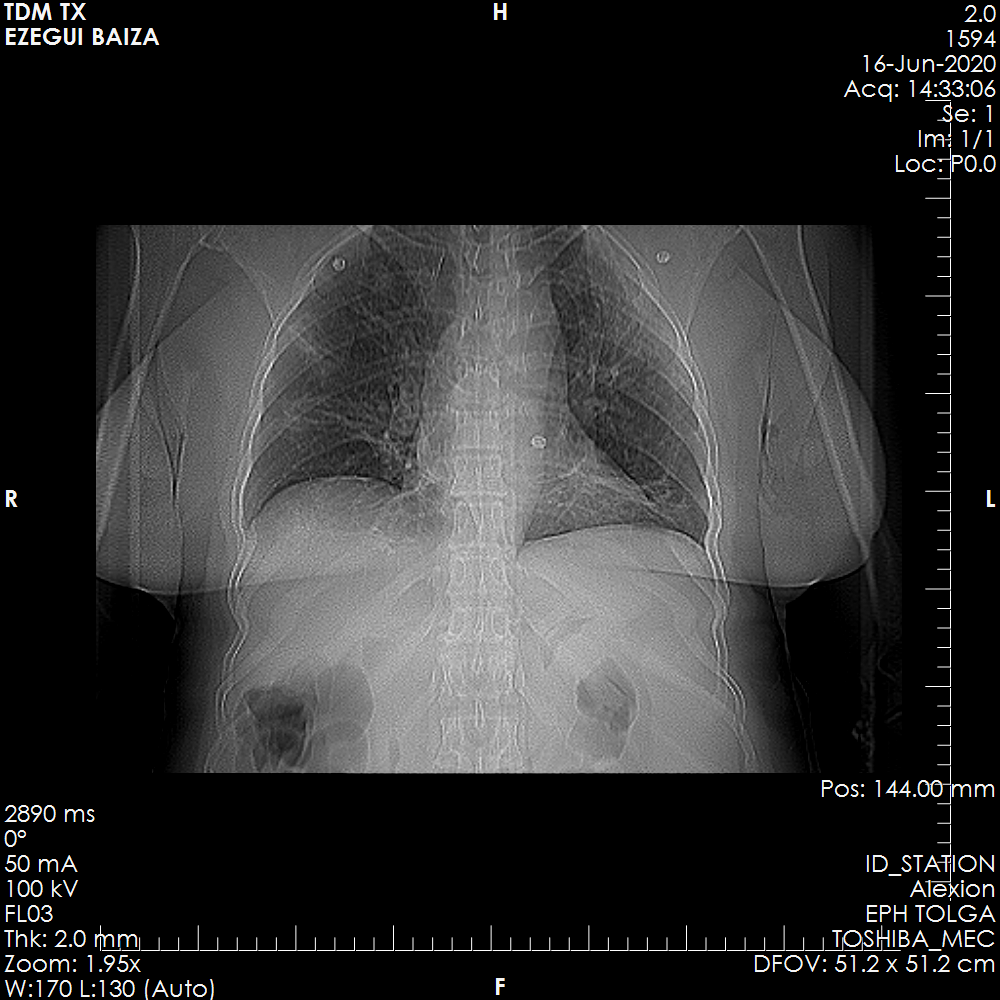 TDM TX
EZEGUI BAIZA
H
2.0
1594
16-Jun-2020
Acq: 14:33:06
Se: 1
Im: 1/1
Loc: P0.0
R
L
Pos: 144.00 mm
2890 ms
0°
50 mA
100 kV
FL03
Thk: 2.0 mm
Zoom: 1.95x
W:170 L:130 (Auto)
F
ID_STATION
Alexion
EPH TOLGA
TOSHIBA_MEC
DFOV: 51.2 x 51.2 cm